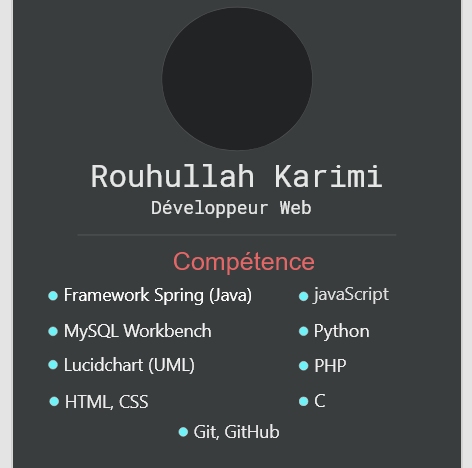 Rouhullah Karimi
Développeur Web
Compétence
Framework Spring (Java)
javaScript
MySQL Workbench
Python
Lucidchart (UML)
PHP
HTML, CSS
C
Git, GitHub